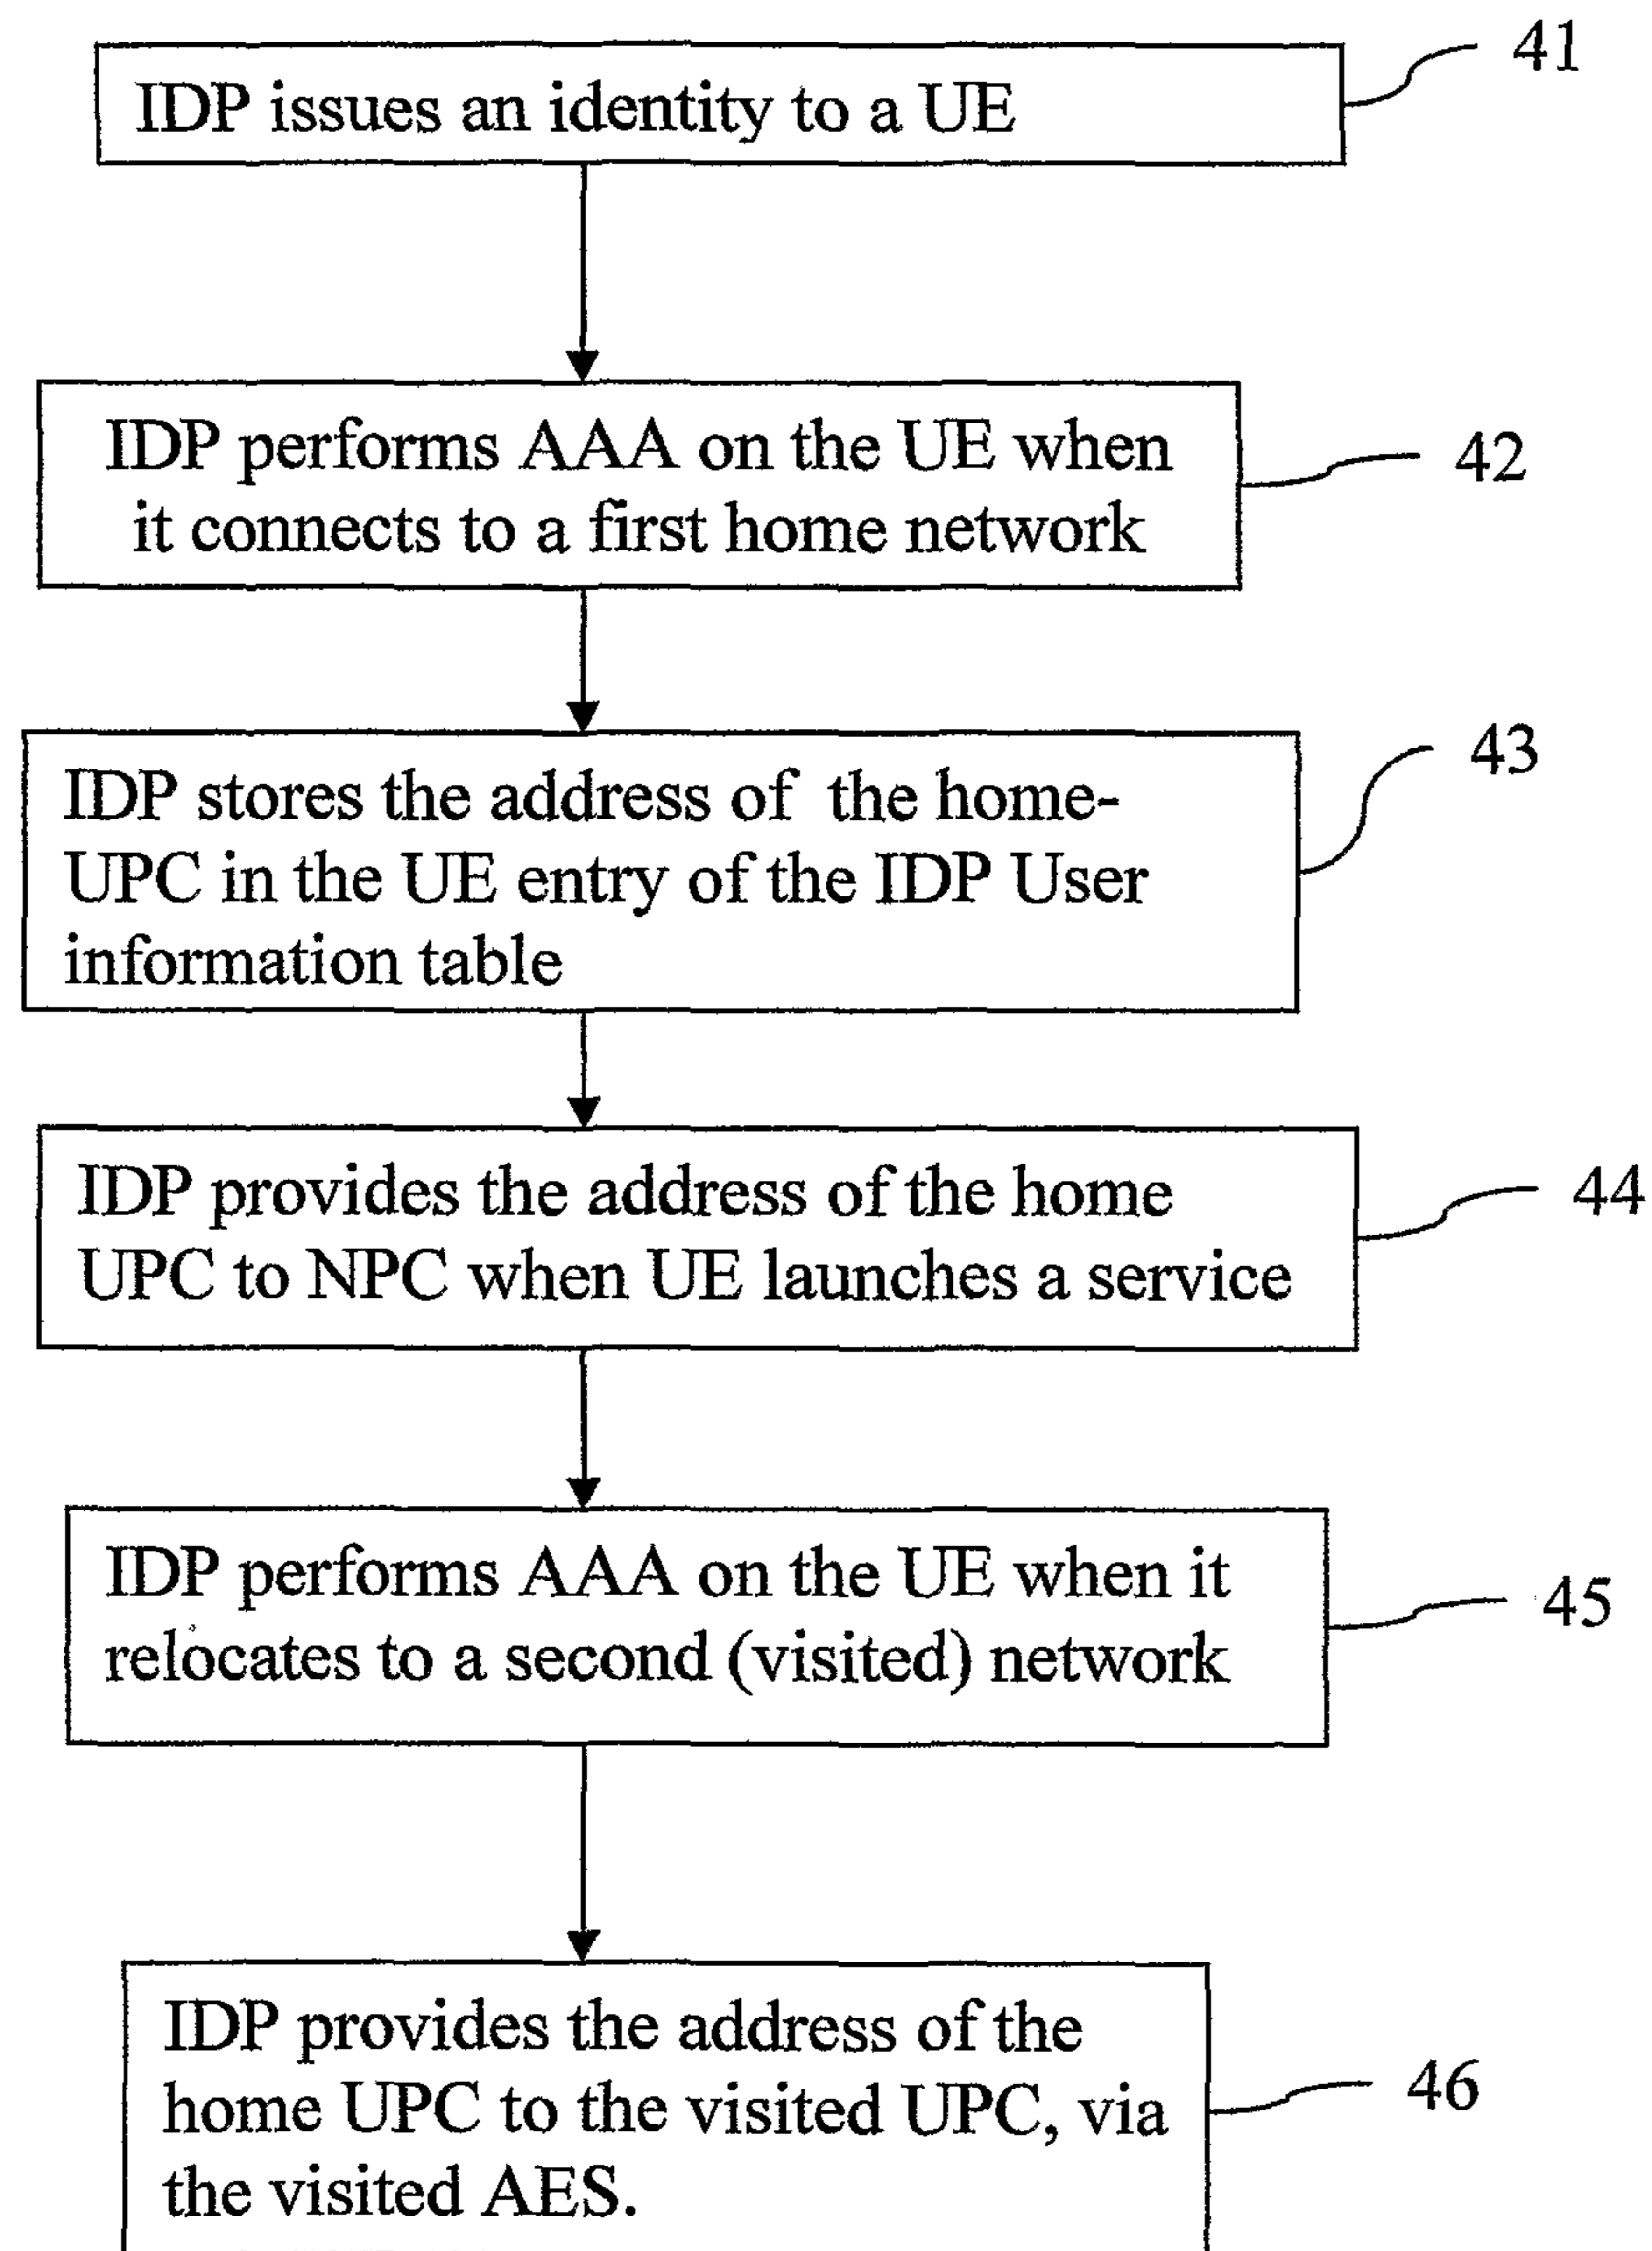 IDP issues an identity to a UE
41
IDP performs AAA on the UE when
it connects to a first home network
42
IDP stores the address of the home-
UPC in the UE entry of the IDP User
information table
43
IDP provides the address of the home
UPC to NPC when UE launches a service
44
IDP performs AAA on the UE when it
relocates to a second (visited) network
45
IDP provides the address of the
home UPC to the visited UPC, via
the visited AES.
46